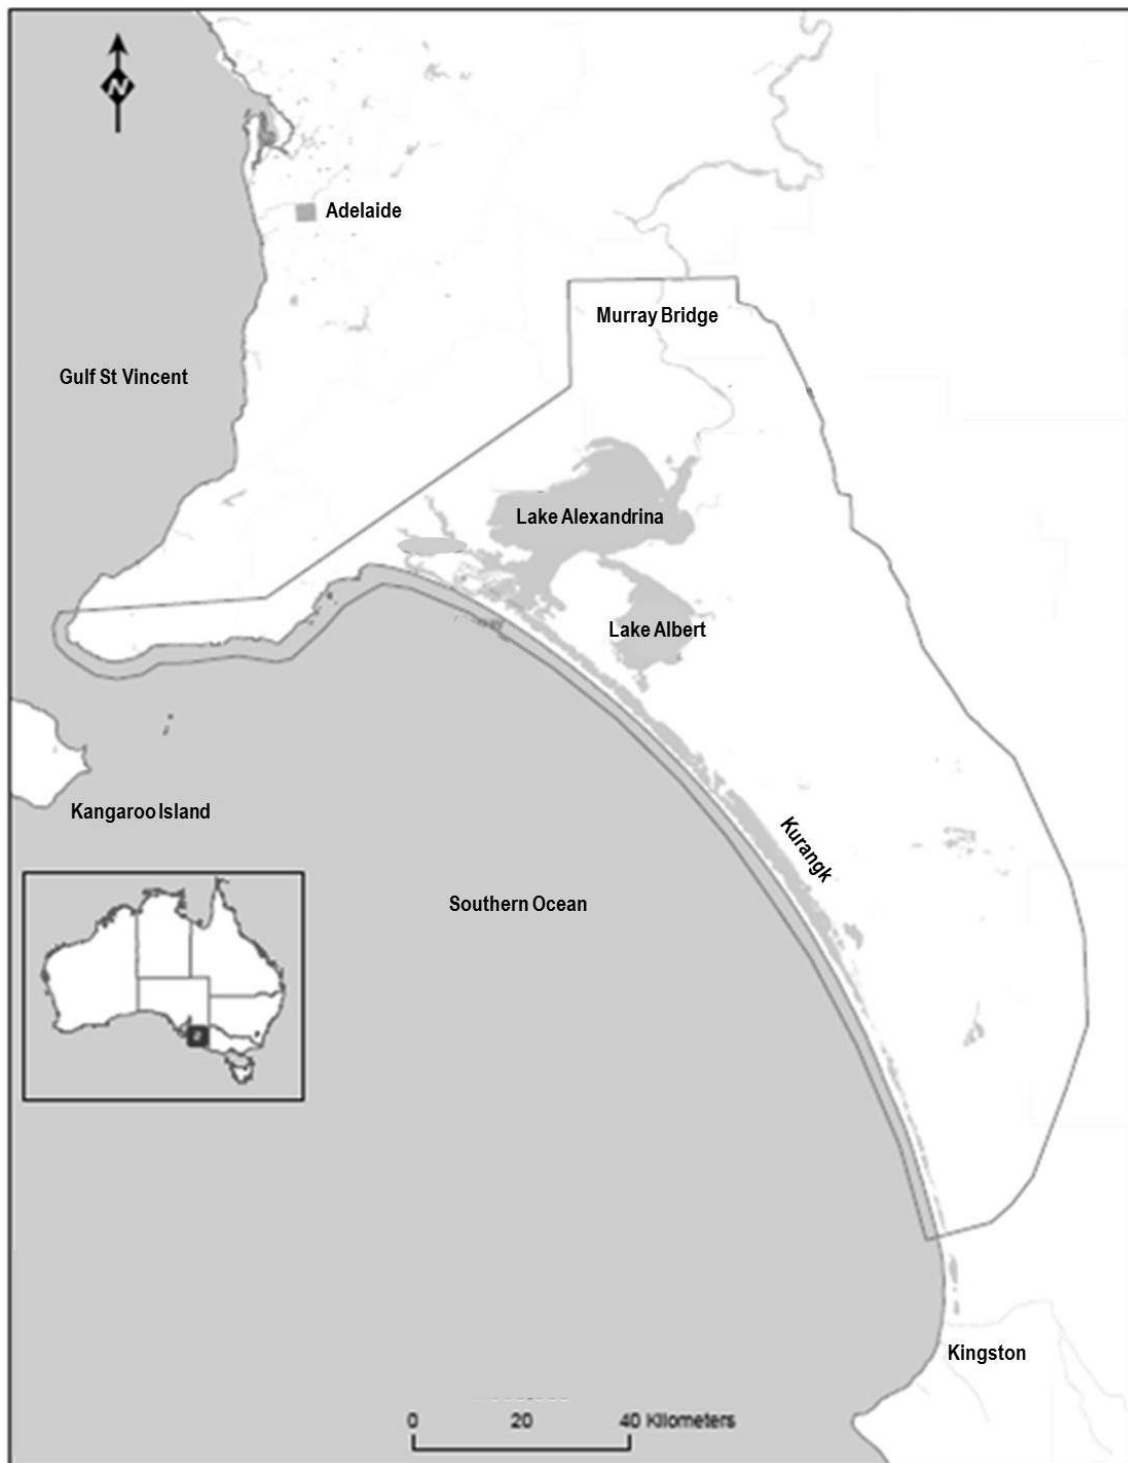 N
Adelaide
Murray Bridge
Gulf St Vincent
Lake Alexandrina
Lake Albert
Kangaroo Island
Kurangk
Southern Ocean
Kingston
0 20 40 Kilometers